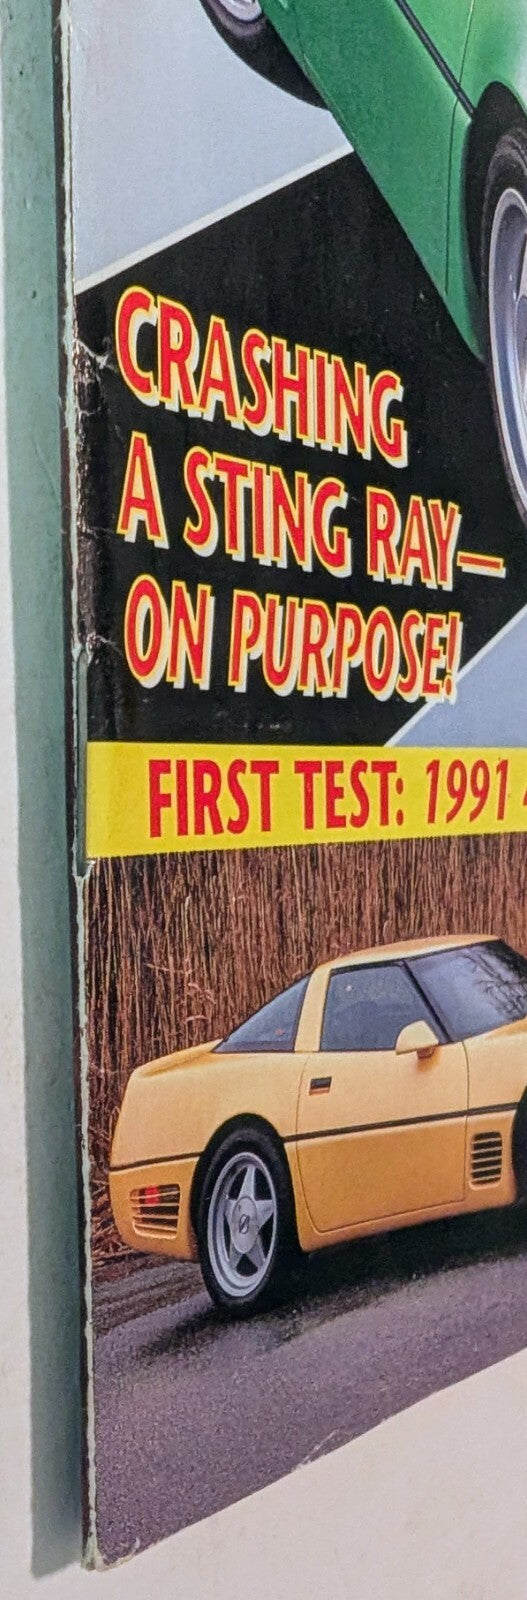 CRASHING
A STING RAY—
ON PURPOSE!
FIRST TEST: 1991